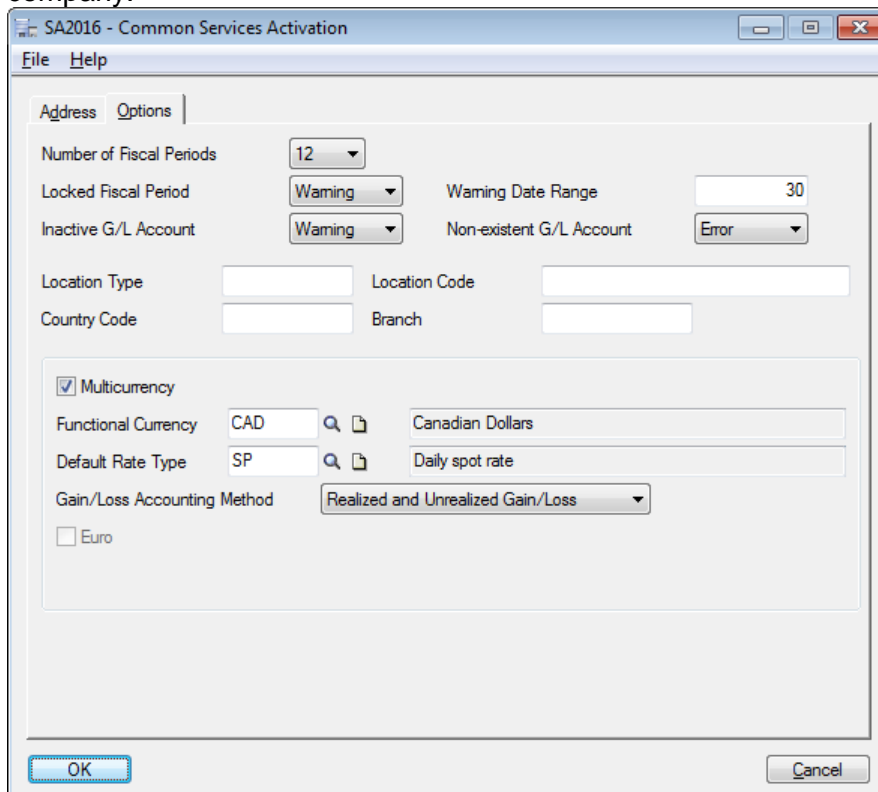 company.
SA2016 - Common Services Activation
File Help
Address Options
Number of Fiscal Periods 12
Locked Fiscal Period Warning Warning Date Range 30
Inactive G/L Account Warning Non-existent G/L Account Error
Location Type Location Code
Country Code Branch
Multicurrency
Functional Currency CAD Canadian Dollars
Default Rate Type SP Daily spot rate
Gain/Loss Accounting Method Realized and Unrealized Gain/Loss
Euro
OK Cancel